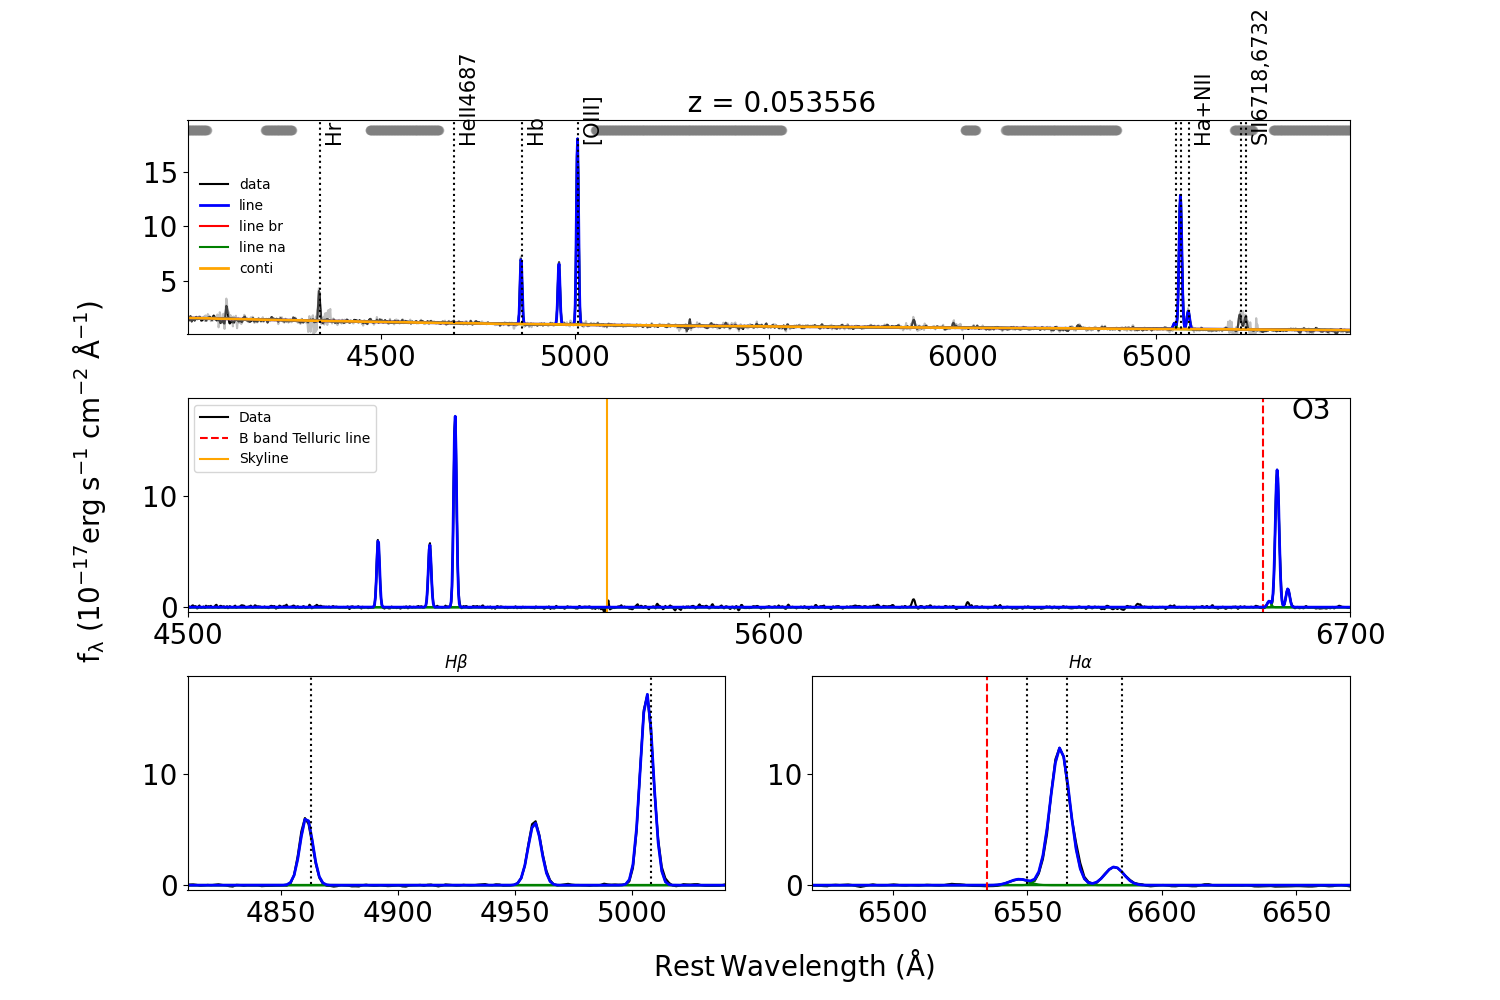 z = 0.053556
Hr
HeII4687
Hb
[OIII]
Ha+NII
SII6718,6732
15
10
5
data
line
line br
line na
conti
4500 5000 5500 6000 6500
fλ (10⁻¹⁷erg s⁻¹ cm⁻² Å⁻¹)
10
0
Data
B band Telluric line
Skyline
O3
4500 5600 6700
Hβ
10
0
4850 4900 4950 5000
Hα
10
0
6500 6550 6600 6650
Rest Wavelength (Å)